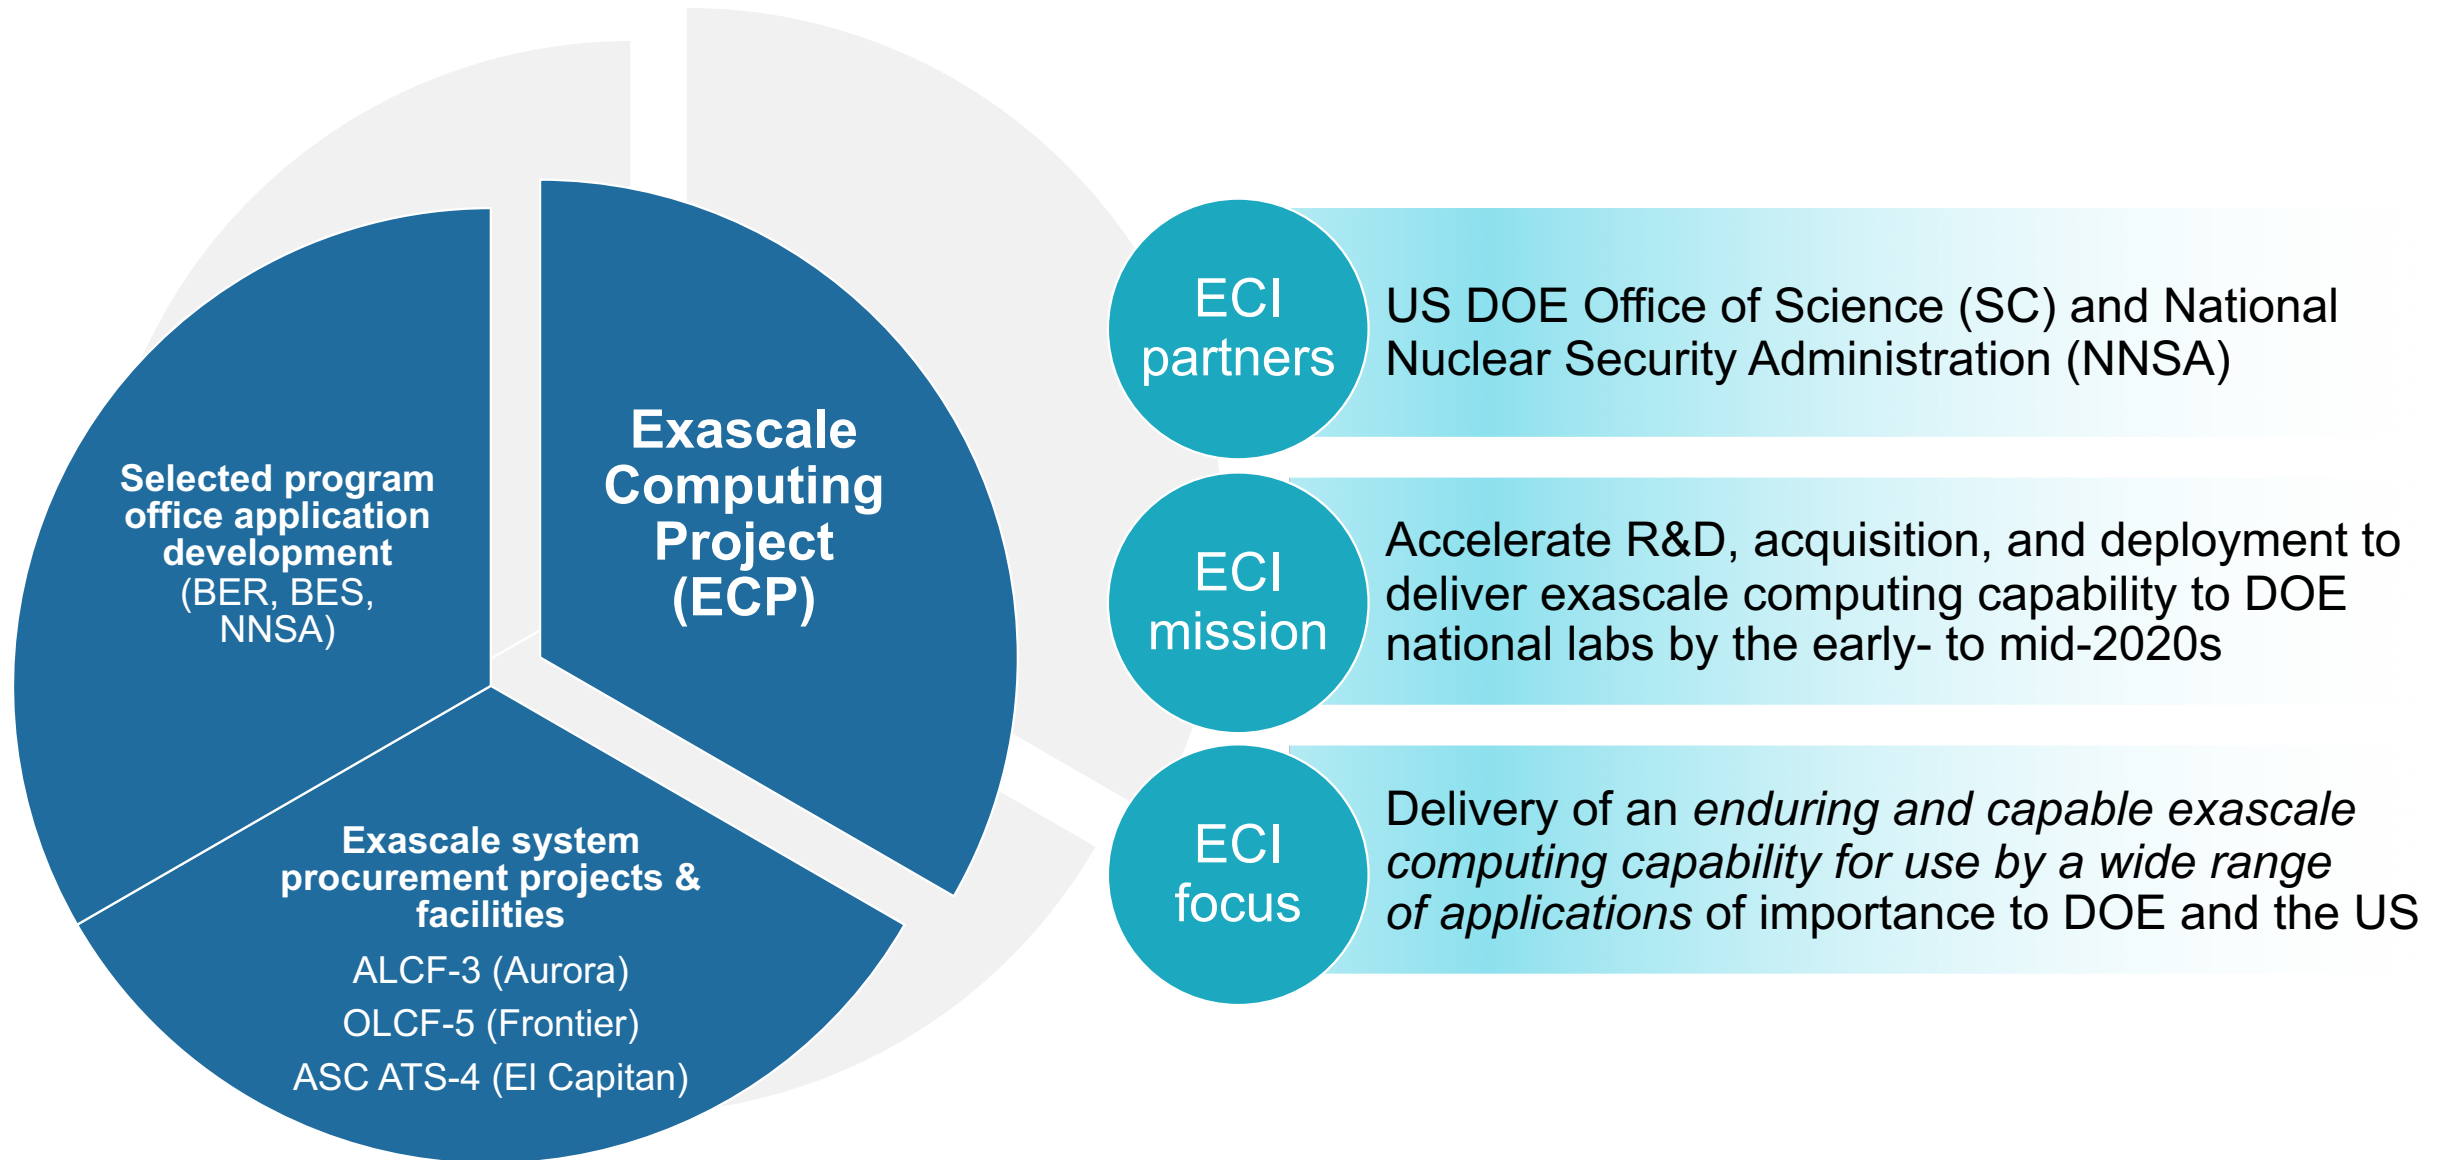 Selected program
office application
development
(BER, BES,
NNSA)
Exascale
Computing
Project
(ECP)
Exascale system
procurement projects &
facilities
ALCF-3 (Aurora)
OLCF-5 (Frontier)
ASC ATS-4 (El Capitan)
ECI
partners
US DOE Office of Science (SC) and National
Nuclear Security Administration (NNSA)
ECI
mission
Accelerate R&D, acquisition, and deployment to
deliver exascale computing capability to DOE
national labs by the early- to mid-2020s
ECI
focus
Delivery of an enduring and capable exascale
computing capability for use by a wide range
of applications of importance to DOE and the US